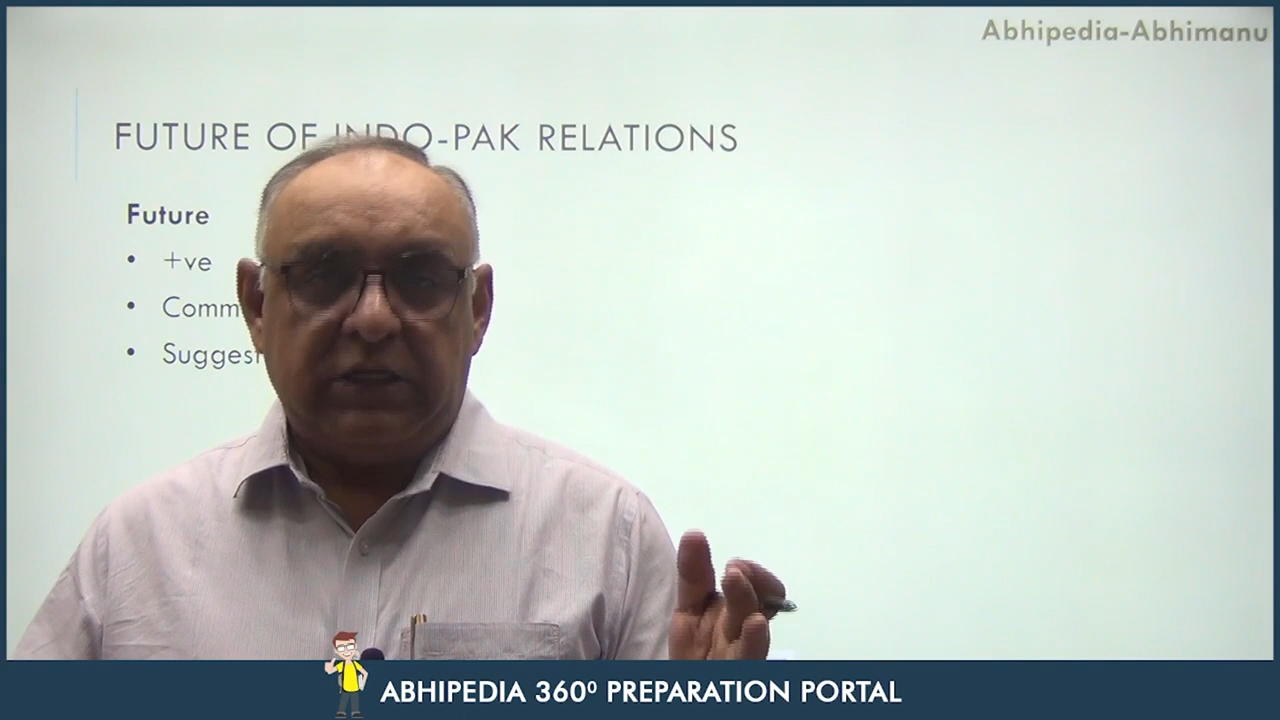 Abhipedia-Abhimanu
FUTURE OF INDO-PAK RELATIONS
Future
• +ve
• Comm
• Suggest
ABHIPEDIA 360⁰ PREPARATION PORTAL